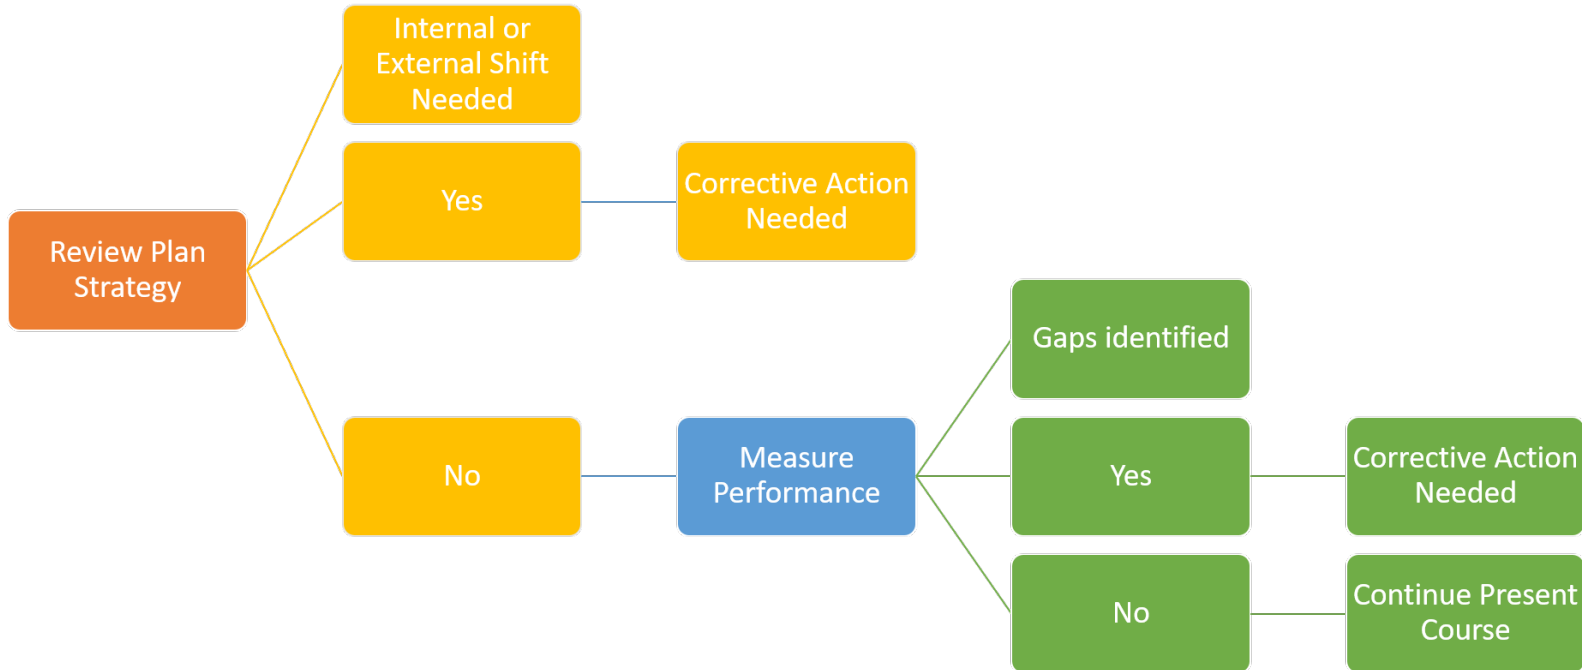 Internal or
External Shift
Needed
Yes
Corrective Action
Needed
Review Plan
Strategy
Gaps identified
No
Measure
Performance
Yes
Corrective Action
Needed
No
Continue Present
Course